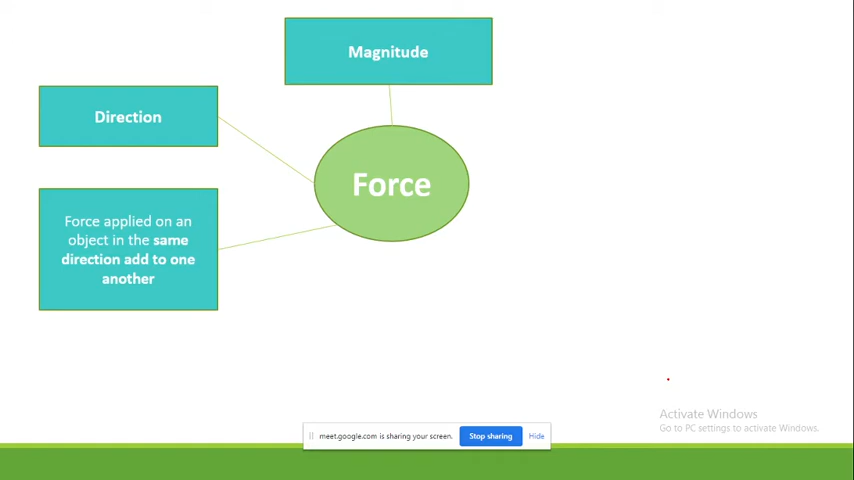 Magnitude
Direction
Force
Force applied on an
object in the same
direction add to one
another
Activate Windows
Go to PC settings to activate Windows.
meet.google.com is sharing your screen.
Stop sharing
Hide